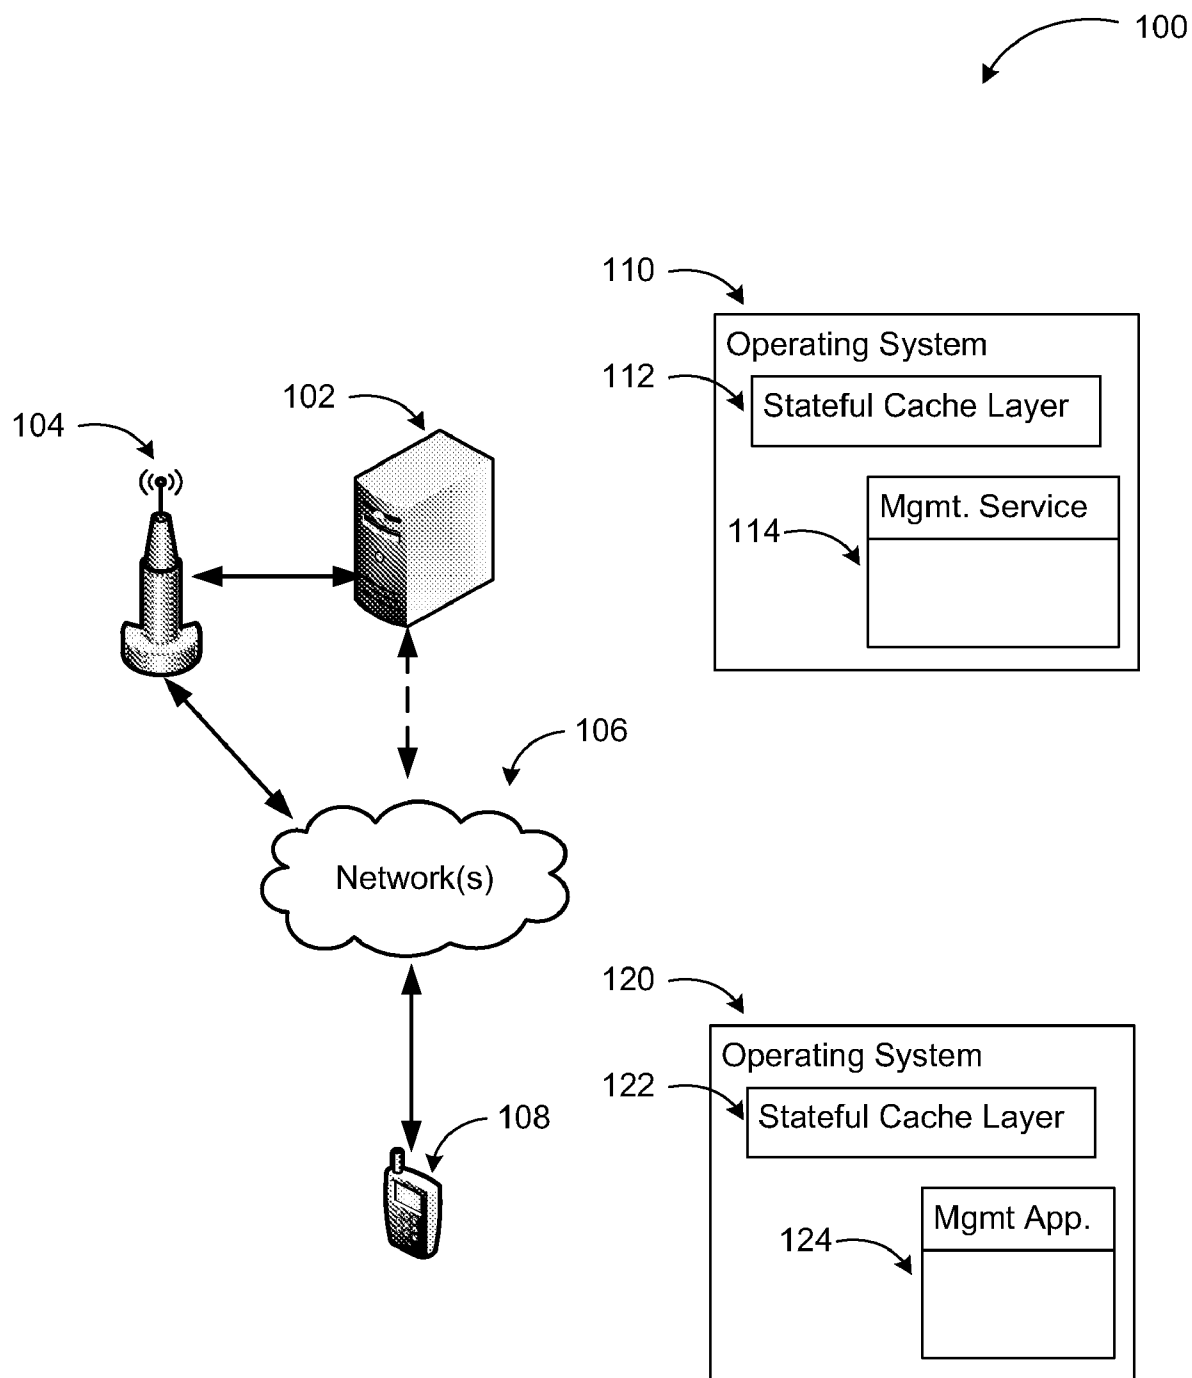 100
110
Operating System
112
Stateful Cache Layer
102
104
Mgmt. Service
114
106
Network(s)
120
Operating System
122
Stateful Cache Layer
108
Mgmt App.
124